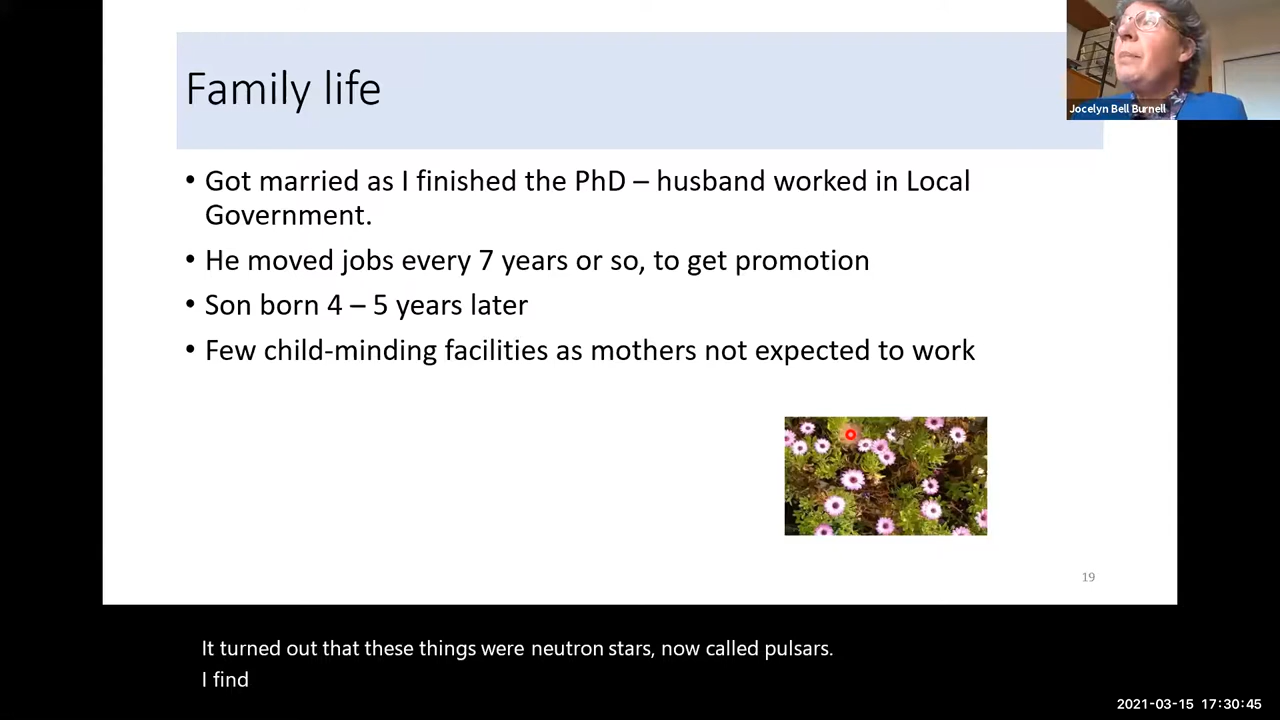 Family life
Jocelyn Bell Burnell
• Got married as I finished the PhD – husband worked in Local
Government.
• He moved jobs every 7 years or so, to get promotion
• Son born 4 – 5 years later
• Few child-minding facilities as mothers not expected to work
19
It turned out that these things were neutron stars, now called pulsars.
I find
2021-03-15 17:30:45